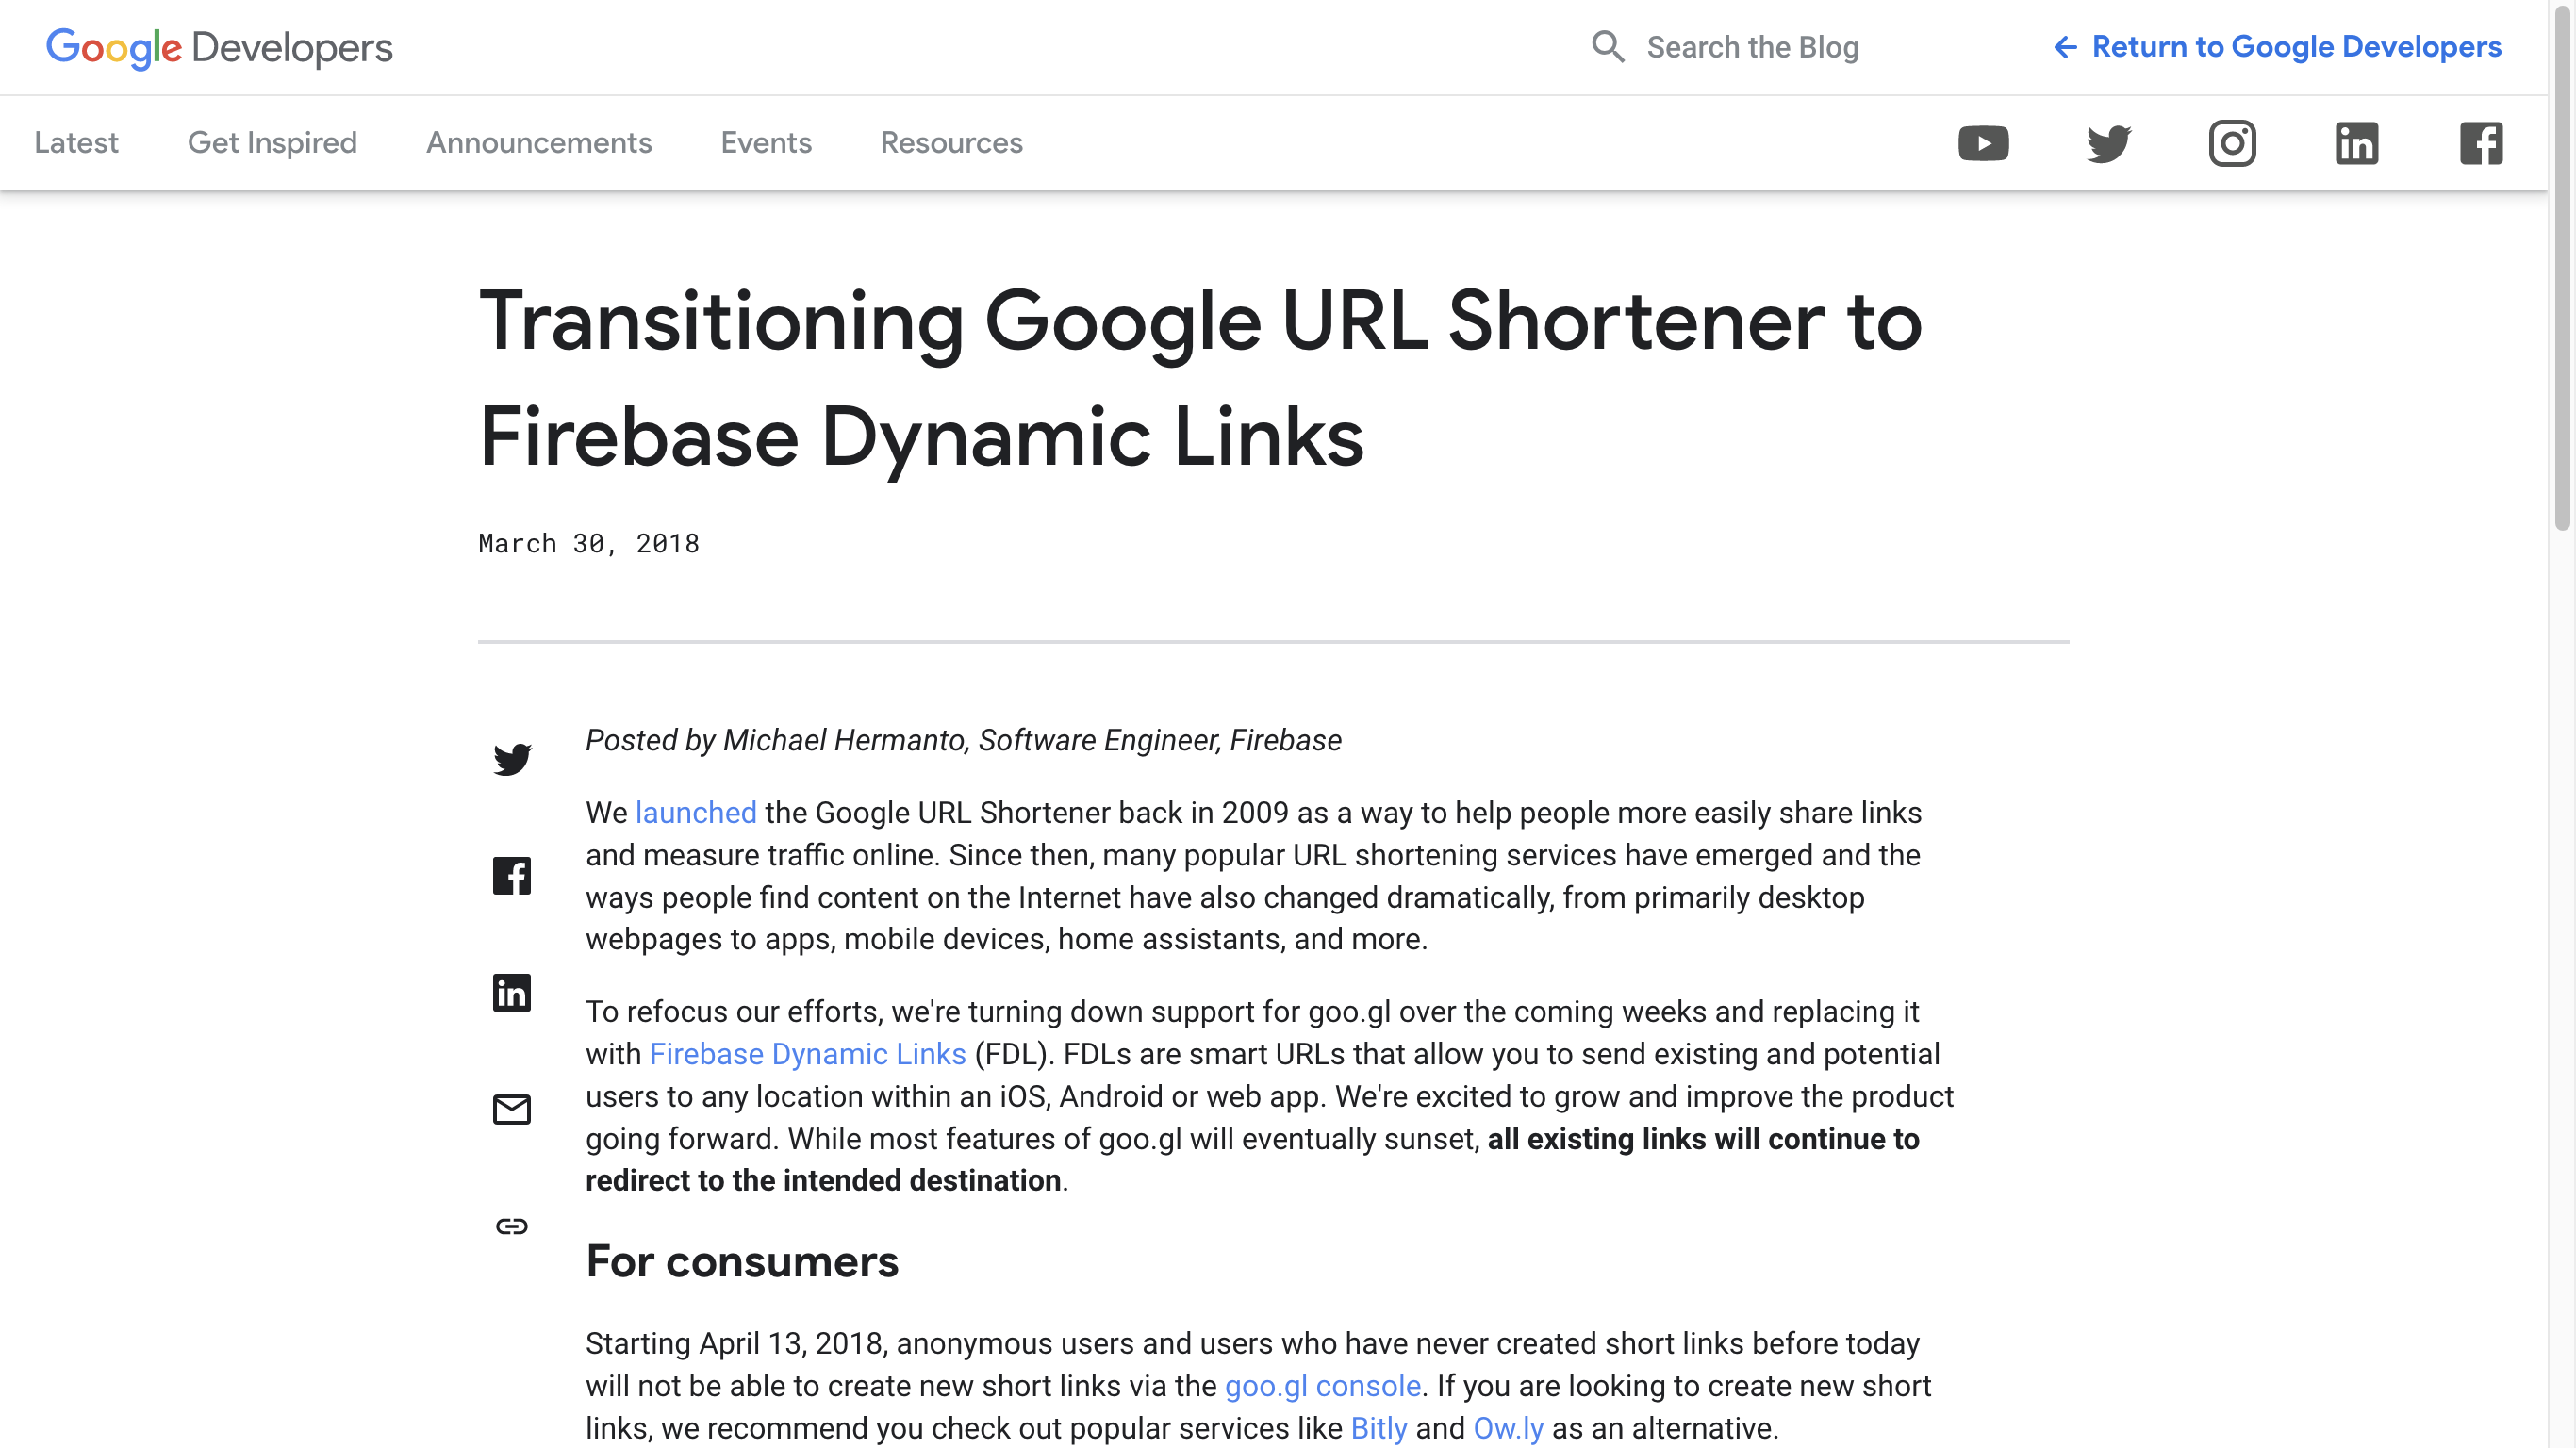 Google Developers
Search the Blog
Return to Google Developers
Latest
Get Inspired
Announcements
Events
Resources
Transitioning Google URL Shortener to
Firebase Dynamic Links
March 30, 2018
Posted by Michael Hermanto, Software Engineer, Firebase
We launched the Google URL Shortener back in 2009 as a way to help people more easily share links
and measure traffic online. Since then, many popular URL shortening services have emerged and the
ways people find content on the Internet have also changed dramatically, from primarily desktop
webpages to apps, mobile devices, home assistants, and more.
To refocus our efforts, we're turning down support for goo.gl over the coming weeks and replacing it
with Firebase Dynamic Links (FDL). FDLs are smart URLs that allow you to send existing and potential
users to any location within an iOS, Android or web app. We're excited to grow and improve the product
going forward. While most features of goo.gl will eventually sunset, all existing links will continue to
redirect to the intended destination.
For consumers
Starting April 13, 2018, anonymous users and users who have never created short links before today
will not be able to create new short links via the goo.gl console. If you are looking to create new short
links, we recommend you check out popular services like Bitly and Ow.ly as an alternative.